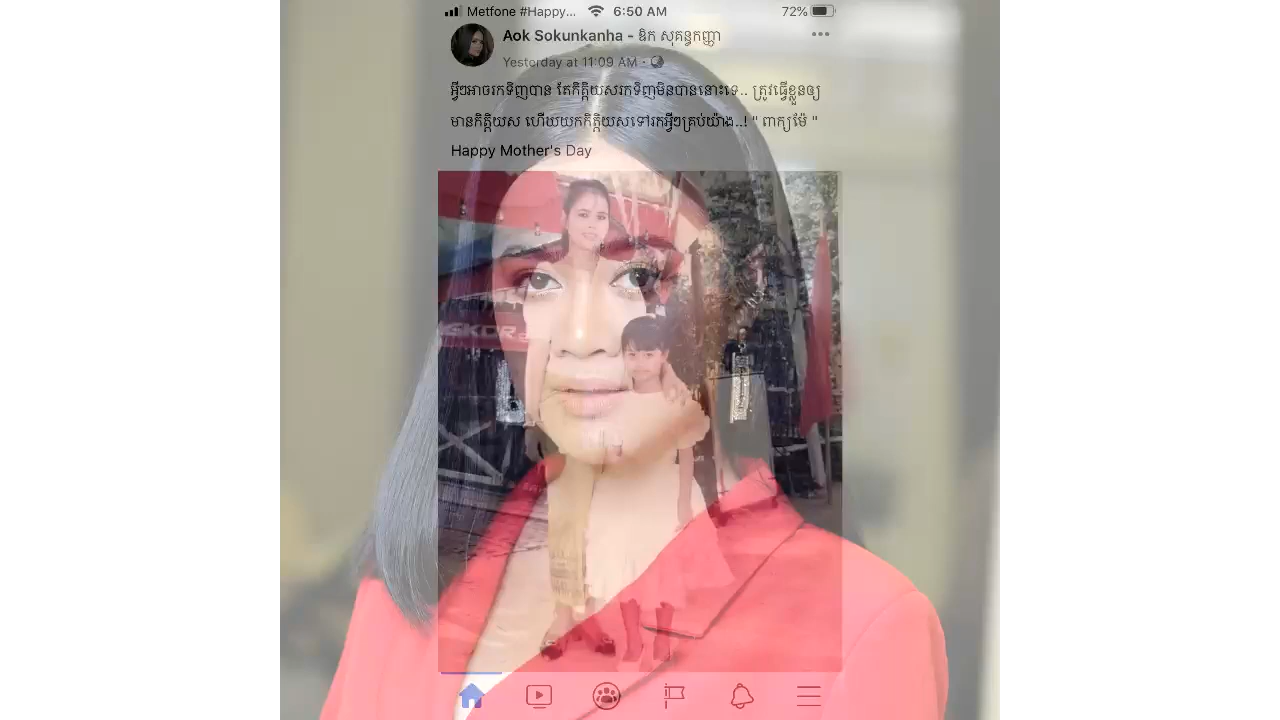 Metfone #Happy... 6:50 AM 72%
Aok Sokunkanha - ឱក សុគន្ធកញ្ញា
Yesterday at 11:09 AM ·
អ្វីៗអាចរកទិញបាន តែកិត្តិយសរកទិញមិនបាននោះទេ.. ត្រូវធ្វើខ្លួនឲ្យ
មានកិត្តិយស ហើយយកកិត្តិយសទៅរកអ្វីៗគ្រប់យ៉ាង..! " ពាក្យម៉ែ "
Happy Mother's Day